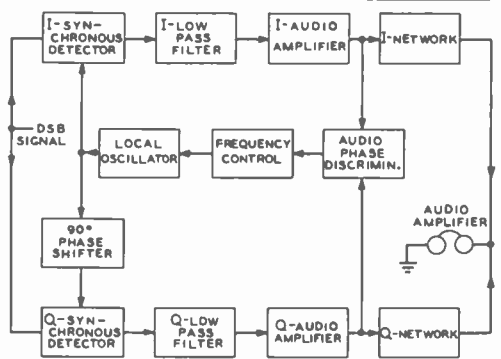 I-SYN-
CHRONOUS
DETECTOR
I-LOW
PASS
FILTER
I-AUDIO
AMPLIFIER
I-NETWORK
DSB
SIGNAL
LOCAL
OSCILLATOR
FREQUENCY
CONTROL
AUDIO
PHASE
DISCRIMIN.
90°
PHASE
SHIFTER
AUDIO
AMPLIFIER
Q-SYN-
CHRONOUS
DETECTOR
Q-LOW
PASS
FILTER
Q-AUDIO
AMPLIFIER
Q-NETWORK